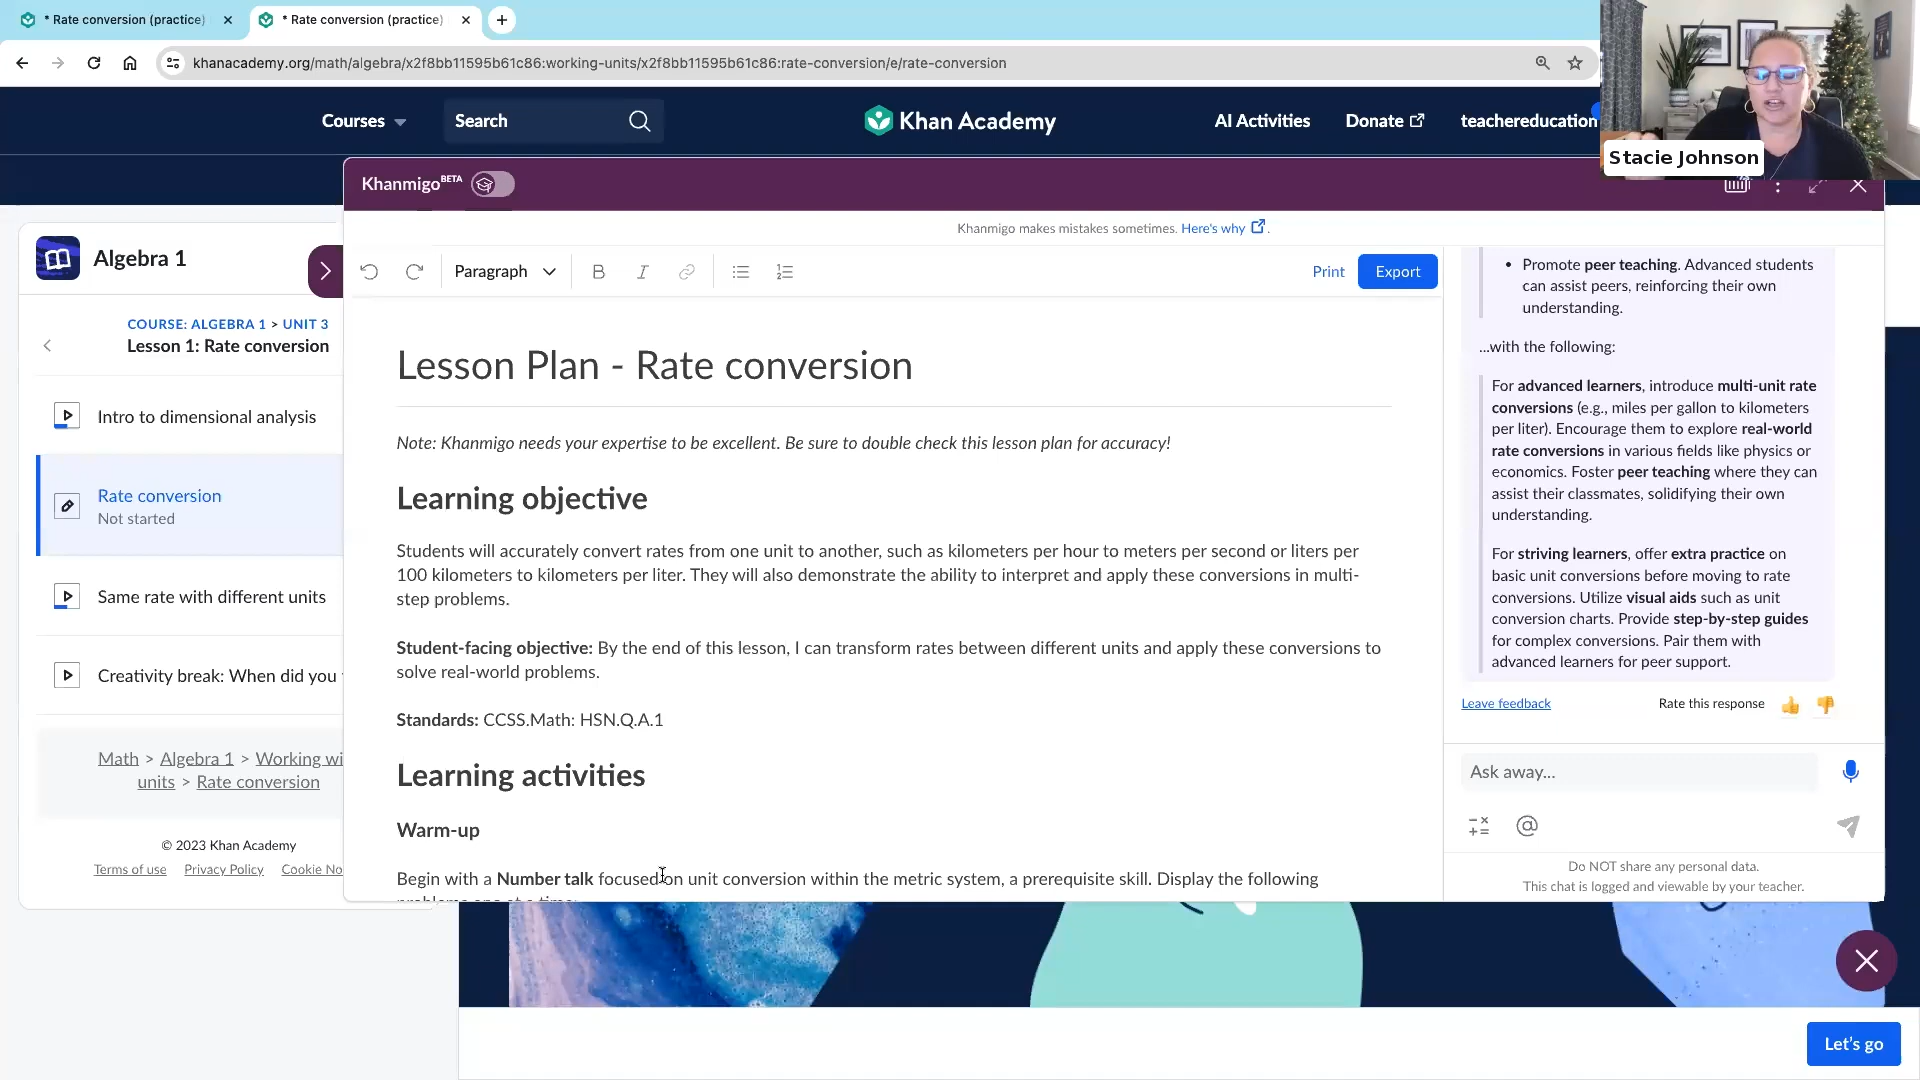 * Rate conversion (practice)
* Rate conversion (practice)
khanacademy.org/math/algebra/x2f8bb11595b61c86:working-units/x2f8bb11595b61c86:rate-conversion/e/rate-conversion
Courses
Search
Khan Academy
AI Activities
Donate
teachereducation
Stacie Johnson
Khanmigo BETA
Khanmigo makes mistakes sometimes. Here's why.
Algebra 1
COURSE: ALGEBRA 1 > UNIT 3
Lesson 1: Rate conversion
Intro to dimensional analysis
Rate conversion
Not started
Same rate with different units
Creativity break: When did you
Math > Algebra 1 > Working wi
units > Rate conversion
© 2023 Khan Academy
Terms of use Privacy Policy Cookie No
Paragraph
B I
Print
Export
Lesson Plan - Rate conversion
Note: Khanmigo needs your expertise to be excellent. Be sure to double check this lesson plan for accuracy!
Learning objective
Students will accurately convert rates from one unit to another, such as kilometers per hour to meters per second or liters per
100 kilometers to kilometers per liter. They will also demonstrate the ability to interpret and apply these conversions in multi-
step problems.
Student-facing objective: By the end of this lesson, I can transform rates between different units and apply these conversions to
solve real-world problems.
Standards: CCSS.Math: HSN.Q.A.1
Learning activities
Warm-up
Begin with a Number talk focused on unit conversion within the metric system, a prerequisite skill. Display the following
problems one at a time:
• Promote peer teaching. Advanced students
can assist peers, reinforcing their own
understanding.
...with the following:
For advanced learners, introduce multi-unit rate
conversions (e.g., miles per gallon to kilometers
per liter). Encourage them to explore real-world
rate conversions in various fields like physics or
economics. Foster peer teaching where they can
assist their classmates, solidifying their own
understanding.
For striving learners, offer extra practice on
basic unit conversions before moving to rate
conversions. Utilize visual aids such as unit
conversion charts. Provide step-by-step guides
for complex conversions. Pair them with
advanced learners for peer support.
Leave feedback
Rate this response
Ask away...
Do NOT share any personal data.
This chat is logged and viewable by your teacher.
Let's go